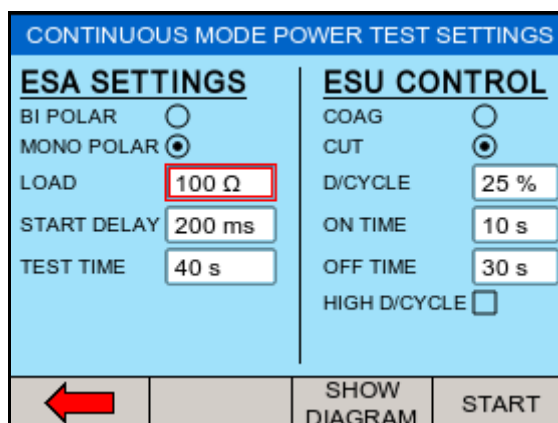 CONTINUOUS MODE POWER TEST SETTINGS
ESA SETTINGS
BI POLAR
MONO POLAR
LOAD 100 Ω
START DELAY 200 ms
TEST TIME 40 s
ESU CONTROL
COAG
CUT
D/CYCLE 25 %
ON TIME 10 s
OFF TIME 30 s
HIGH D/CYCLE
SHOW
DIAGRAM
START